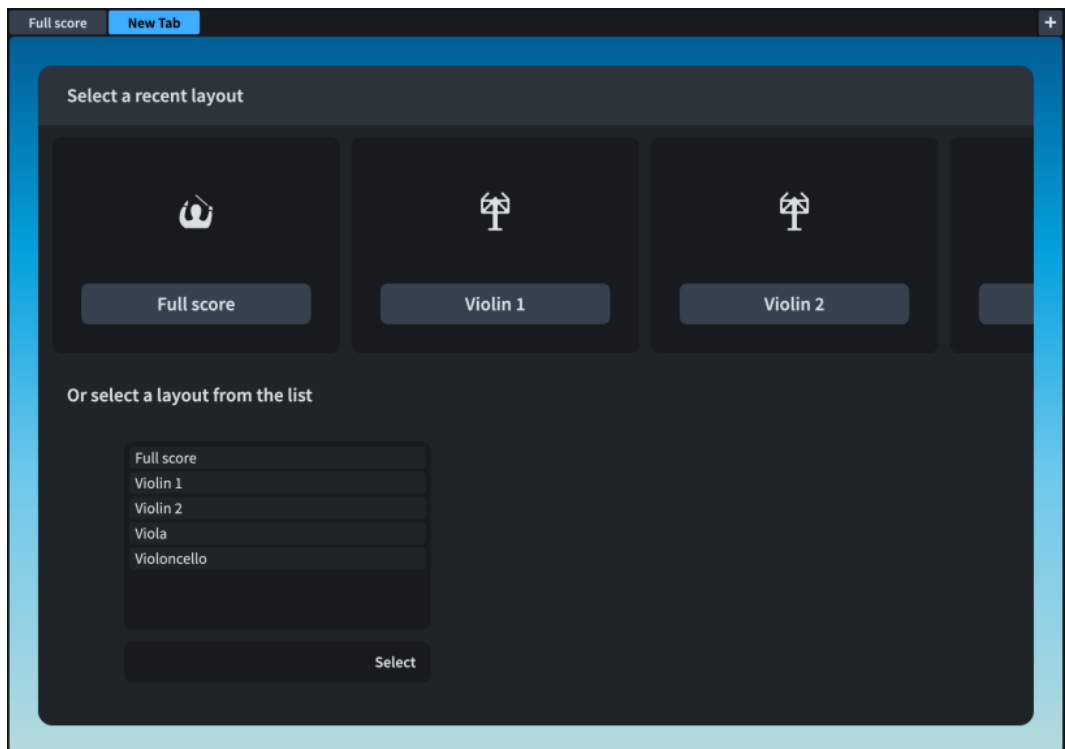 Full score
New Tab
+
Select a recent layout
Full score
Violin 1
Violin 2
Or select a layout from the list
Full score
Violin 1
Violin 2
Viola
Violoncello
Select